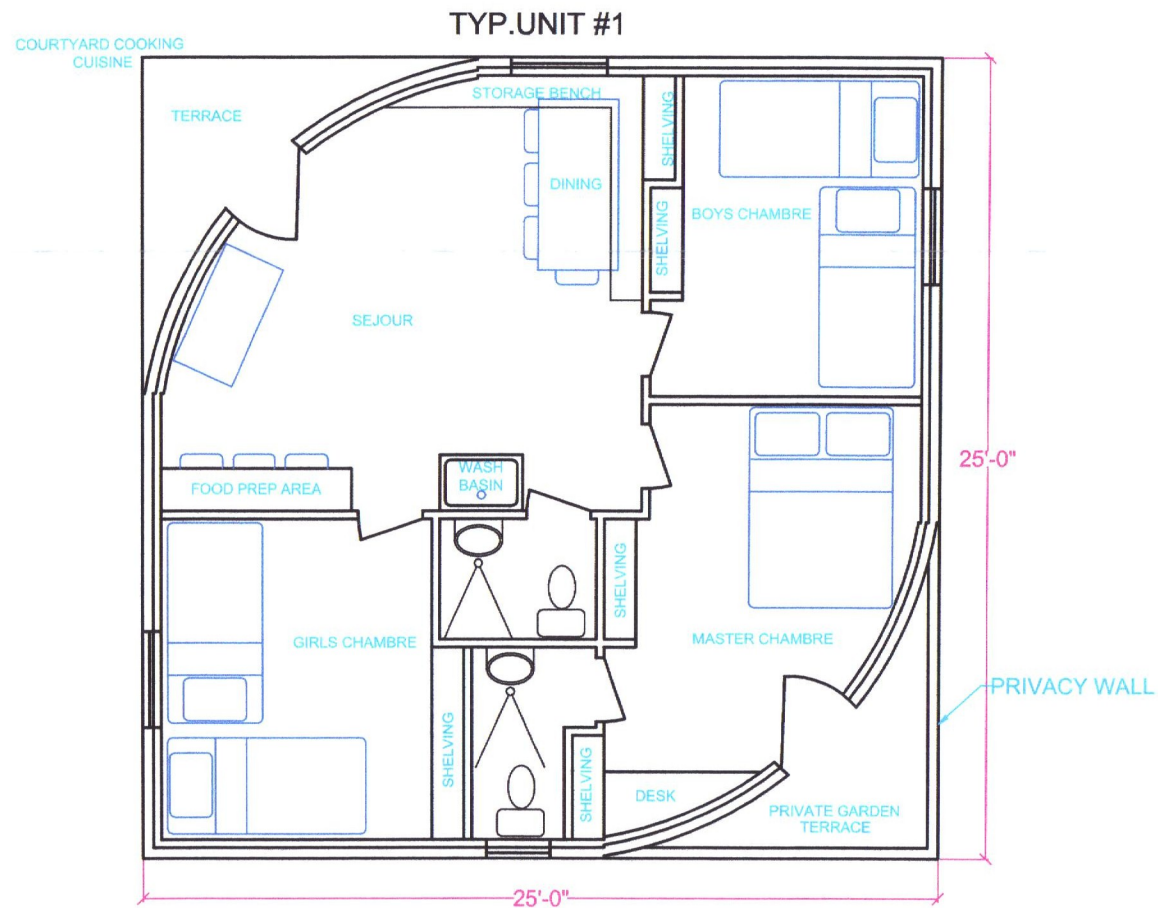 TYP.UNIT #1
COURTYARD COOKING
CUISINE
TERRACE
STORAGE BENCH
SHELVING
DINING
BOYS CHAMBRE
SHELVING
SEJOUR
25'-0"
WASH
BASIN
FOOD PREP AREA
SHELVING
GIRLS CHAMBRE
MASTER CHAMBRE
PRIVACY WALL
SHELVING
SHELVING
DESK
PRIVATE GARDEN
TERRACE
25'-0"